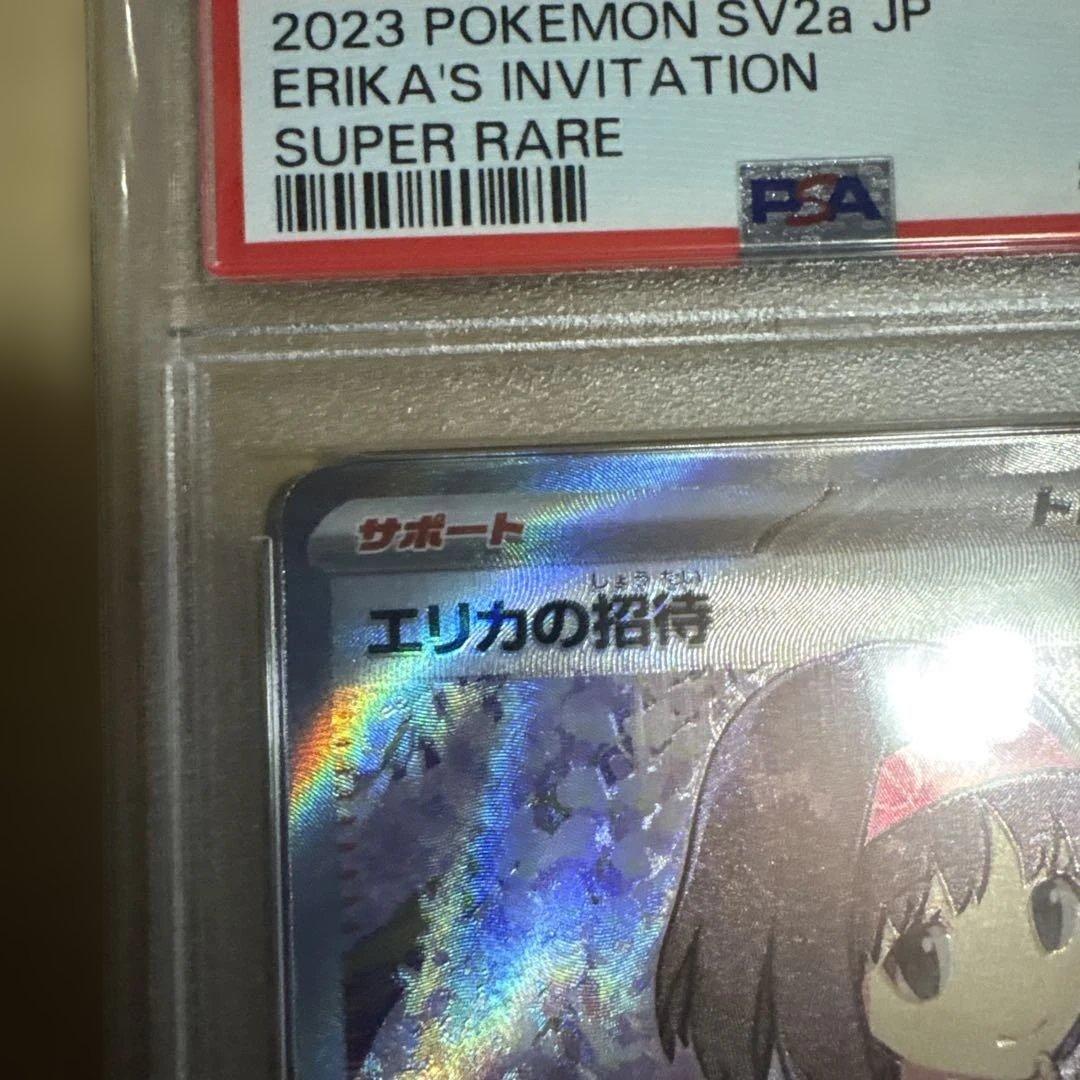 2023 POKEMON SV2a JP
ERIKA'S INVITATION
SUPER RARE
PSA
サポート
ト
しょうたい
エリカの招待